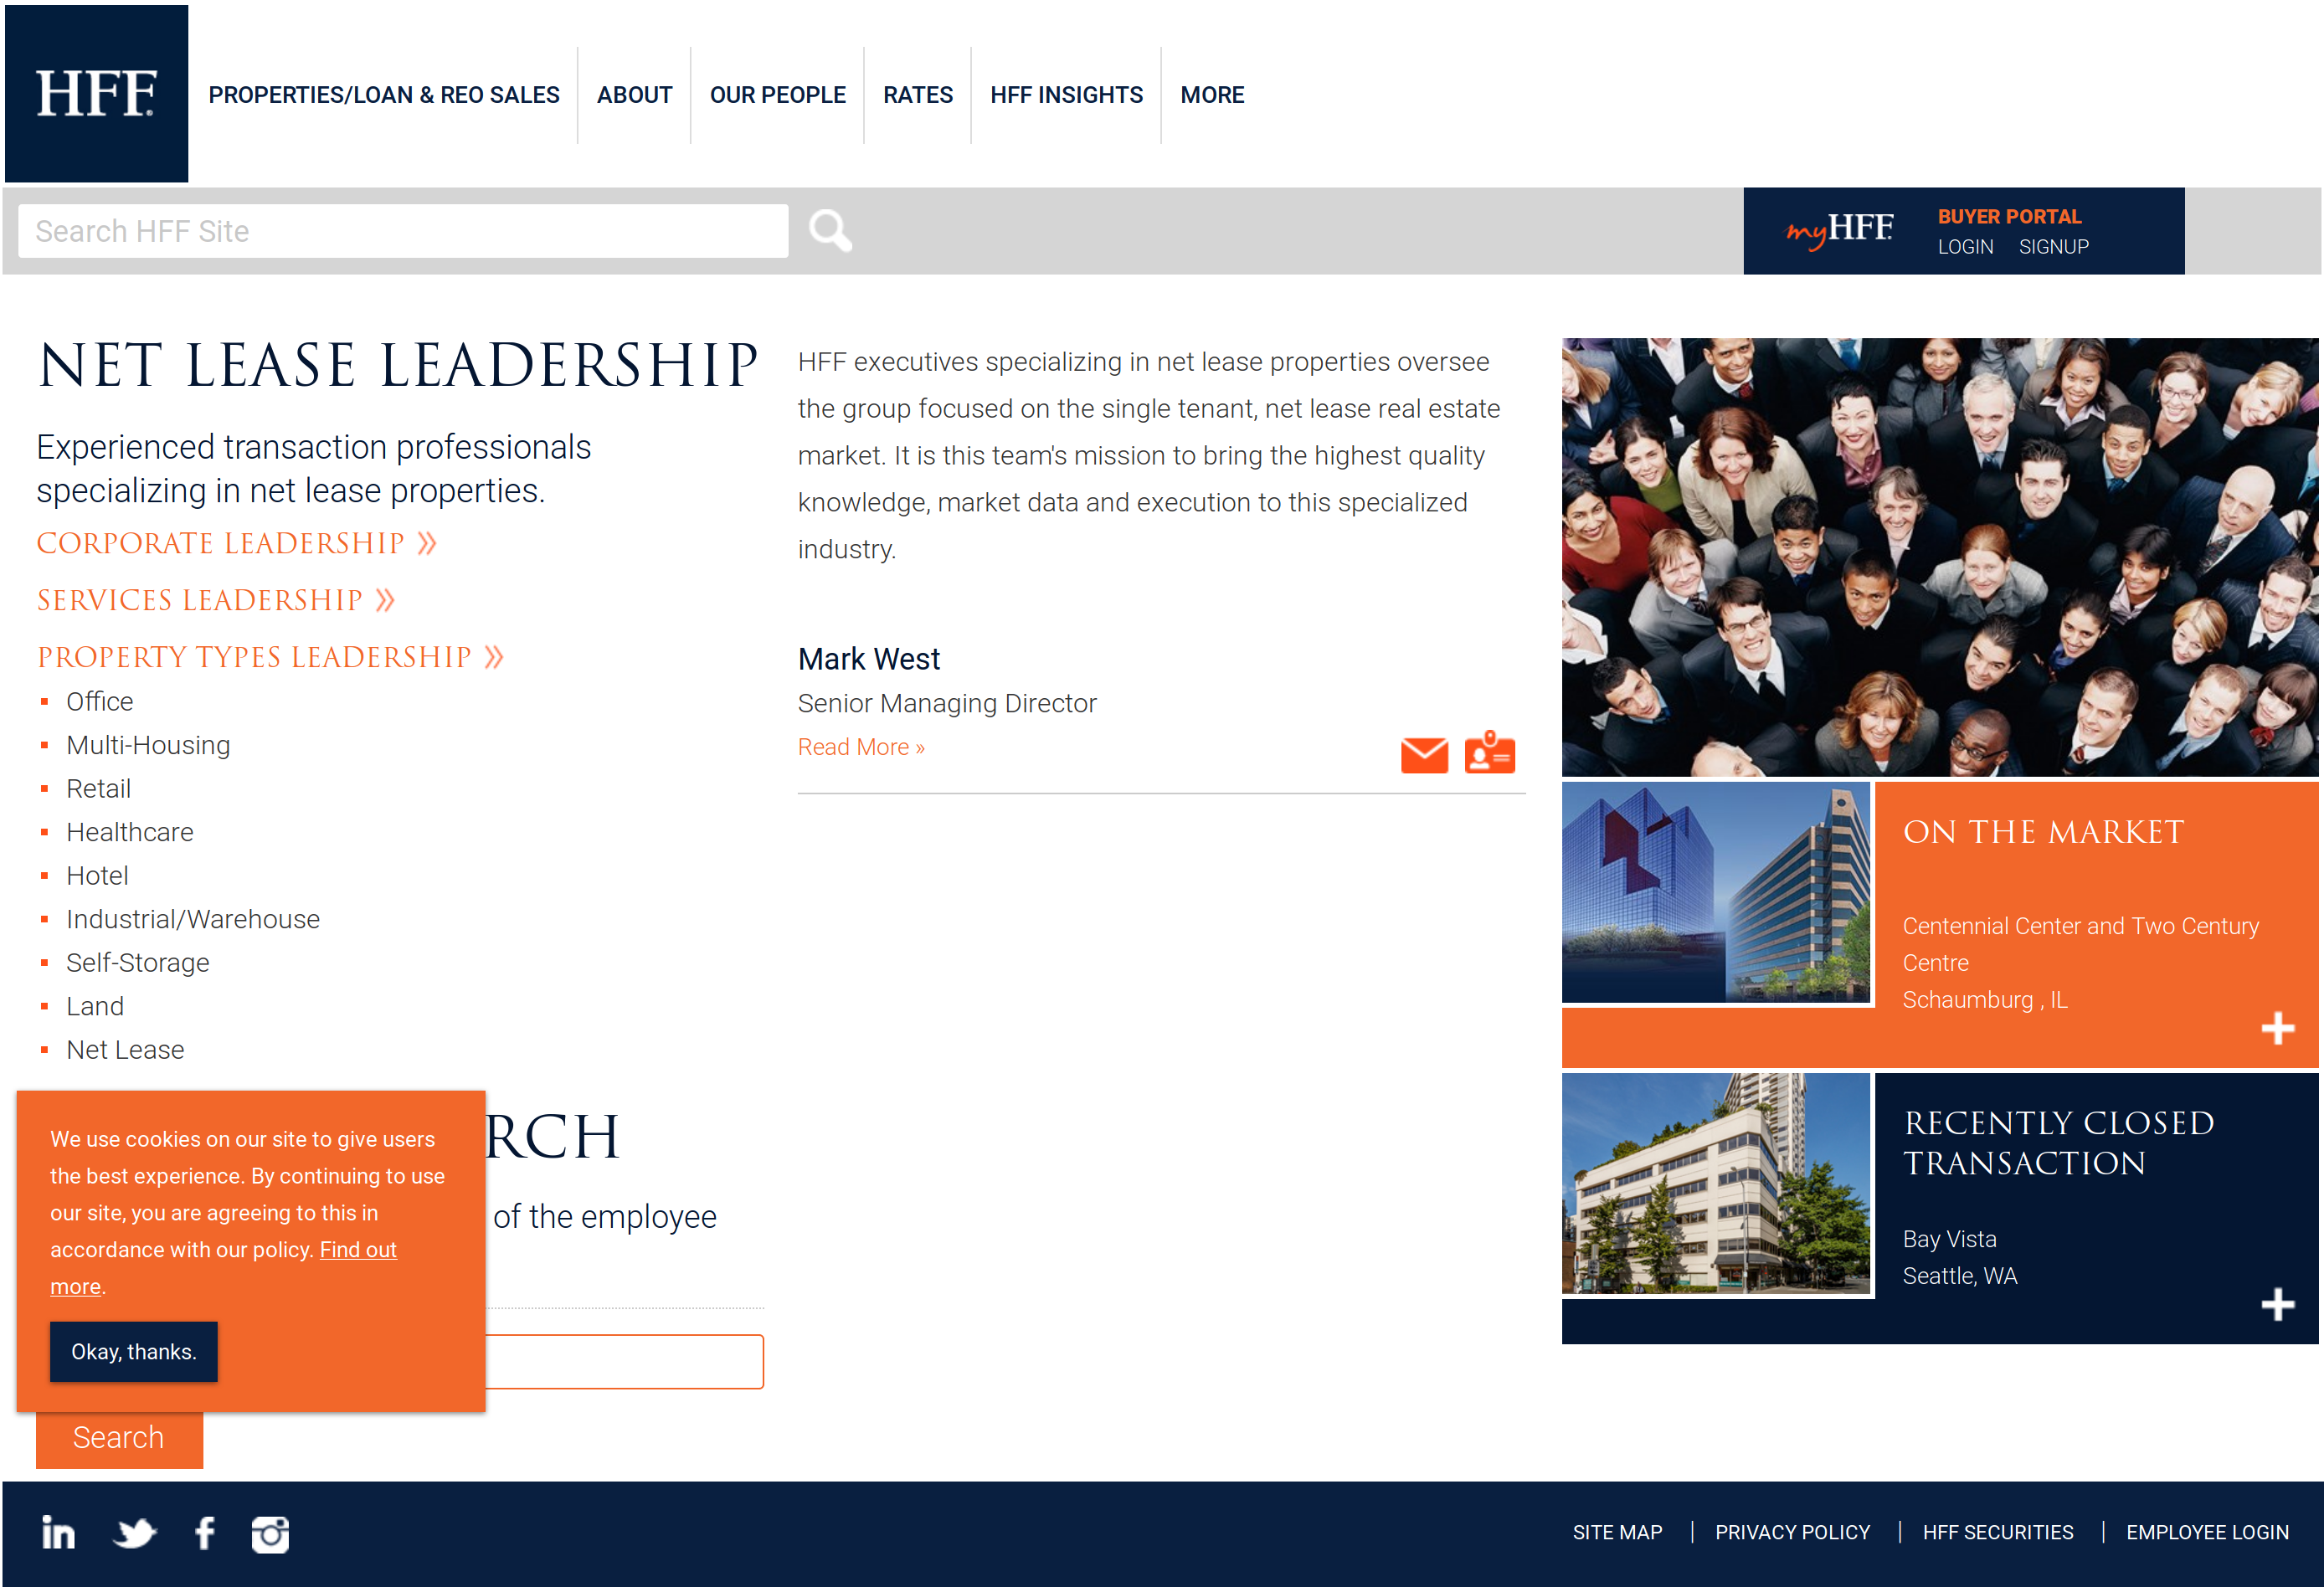 HFF®
PROPERTIES/LOAN & REO SALES
ABOUT
OUR PEOPLE
RATES
HFF INSIGHTS
MORE
Search HFF Site
myHFF
BUYER PORTAL
LOGIN SIGNUP
NET LEASE LEADERSHIP
Experienced transaction professionals
specializing in net lease properties.
CORPORATE LEADERSHIP »
SERVICES LEADERSHIP »
PROPERTY TYPES LEADERSHIP »
Office
Multi-Housing
Retail
Healthcare
Hotel
Industrial/Warehouse
Self-Storage
Land
Net Lease
RCH
of the employee
We use cookies on our site to give users
the best experience. By continuing to use
our site, you are agreeing to this in
accordance with our policy. Find out
more.
Okay, thanks.
Search
HFF executives specializing in net lease properties oversee
the group focused on the single tenant, net lease real estate
market. It is this team's mission to bring the highest quality
knowledge, market data and execution to this specialized
industry.
Mark West
Senior Managing Director
Read More »
ON THE MARKET
Centennial Center and Two Century
Centre
Schaumburg , IL
RECENTLY CLOSED
TRANSACTION
Bay Vista
Seattle, WA
in
f
SITE MAP | PRIVACY POLICY | HFF SECURITIES | EMPLOYEE LOGIN